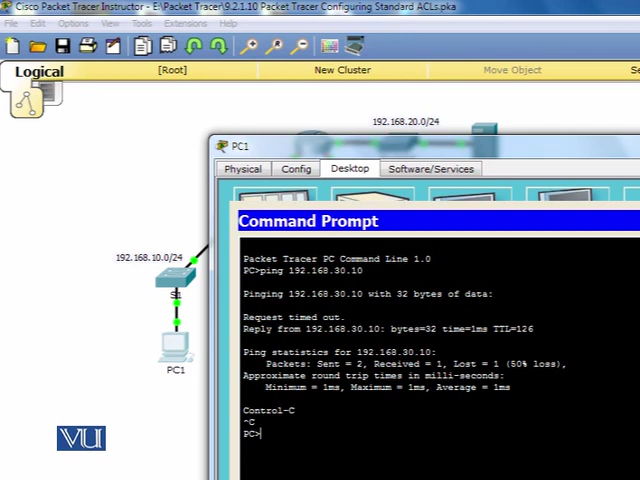 Cisco Packet Tracer Instructor - E:\Packet Tracer\9.2.1.10 Packet Tracer Configuring Standard ACLs.pka
File Edit Options View Tools Extensions Help
Logical [Root] New Cluster Move Object Se
192.168.20.0/24
PC1
Physical Config Desktop Software/Services
Command Prompt
Packet Tracer PC Command Line 1.0
PC>ping 192.168.30.10
Pinging 192.168.30.10 with 32 bytes of data:
Request timed out.
Reply from 192.168.30.10: bytes=32 time=1ms TTL=126
Ping statistics for 192.168.30.10:
Packets: Sent = 2, Received = 1, Lost = 1 (50% loss),
Approximate round trip times in milli-seconds:
Minimum = 1ms, Maximum = 1ms, Average = 1ms
Control-C
^C
PC>
192.168.10.0/24
S1
PC1
VU